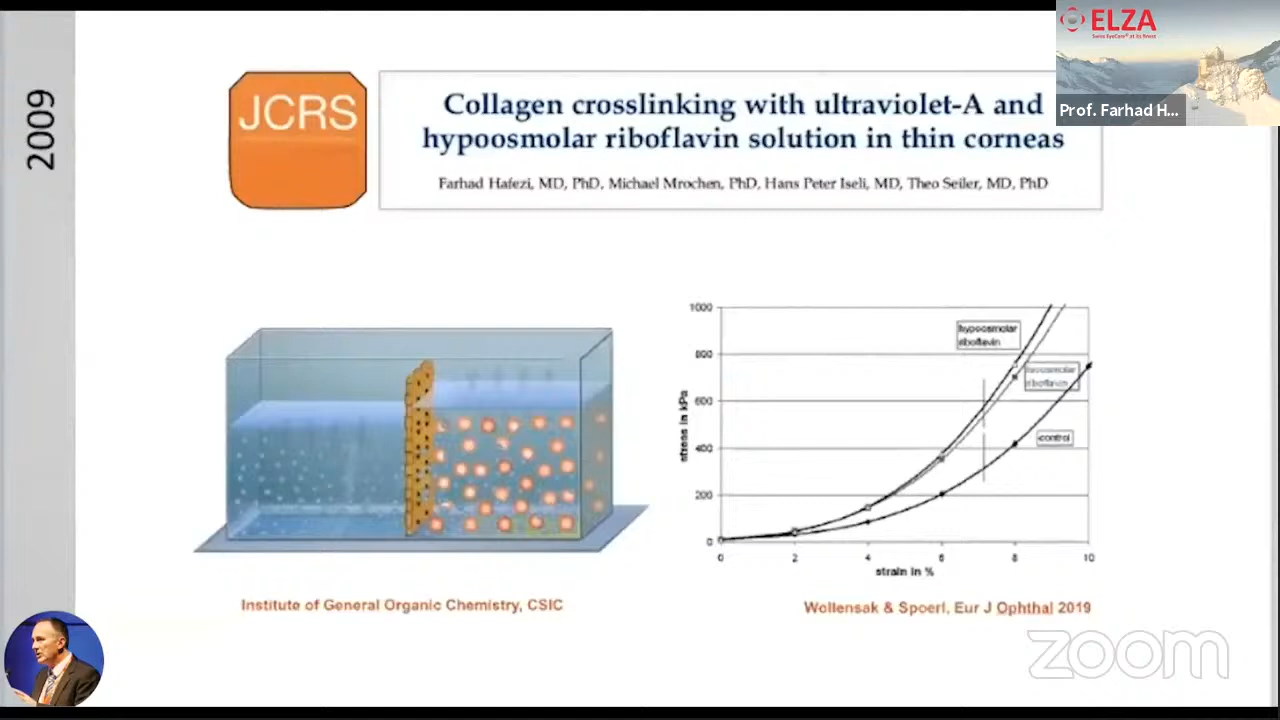 2009
JCRS
Collagen crosslinking with ultraviolet-A and
hypoosmolar riboflavin solution in thin corneas
Farhad Hafezi, MD, PhD, Michael Mrochen, PhD, Hans Peter Iseli, MD, Theo Seiler, MD, PhD
ELZA
Swiss EyeCare® at its finest
Prof. Farhad H...
1000
800
600
400
200
0
0 2 4 6 8 10
stress in kPa
strain in %
hypoosmolar
riboflavin
riboflavin
control
Institute of General Organic Chemistry, CSIC
Wollensak & Spoerl, Eur J Ophthal 2019
zoom